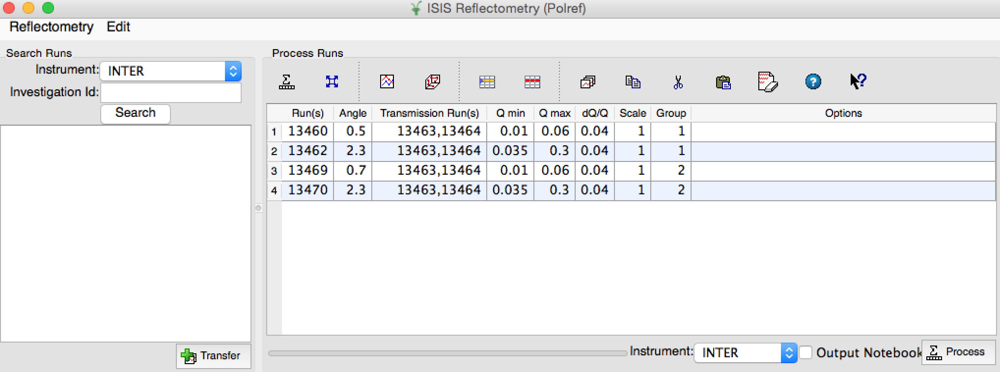 ISIS Reflectometry (Polref)
Reflectometry Edit
Search Runs
Instrument: INTER
Investigation Id:
Search
Transfer
Process Runs
Run(s) Angle Transmission Run(s) Q min Q max dQ/Q Scale Group Options
1 13460 0.5 13463,13464 0.01 0.06 0.04 1 1
2 13462 2.3 13463,13464 0.035 0.3 0.04 1 1
3 13469 0.7 13463,13464 0.01 0.06 0.04 1 2
4 13470 2.3 13463,13464 0.035 0.3 0.04 1 2
Instrument: INTER Output Notebook Process